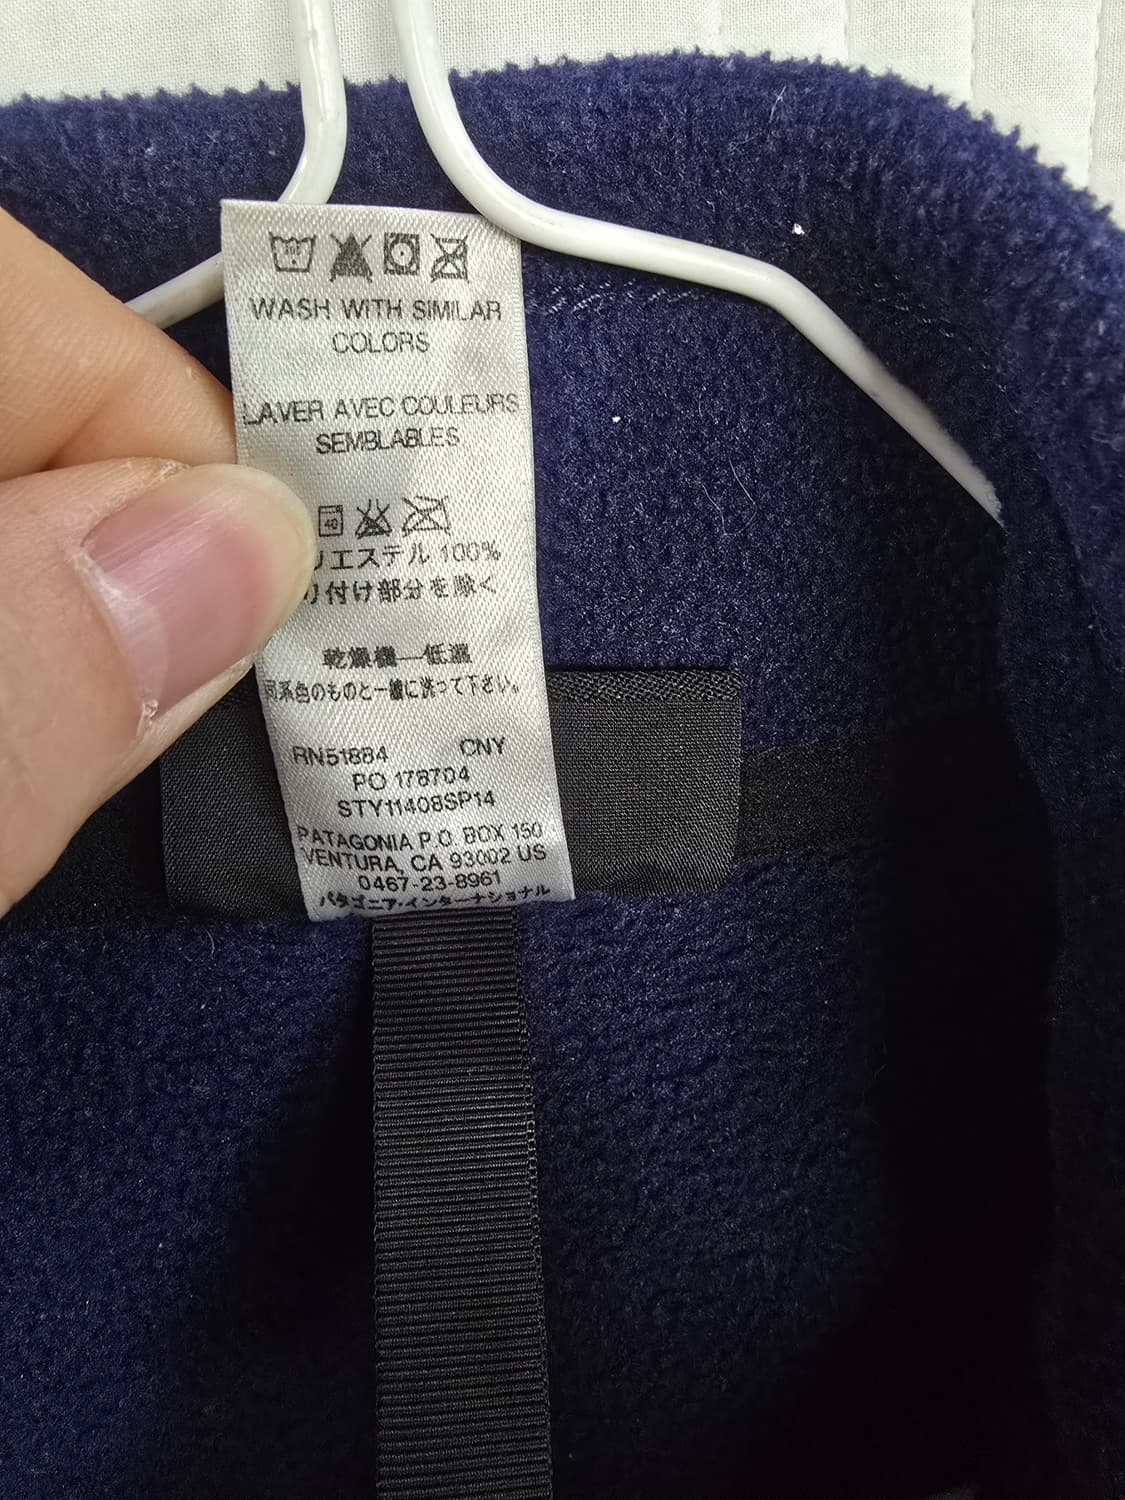 WASH WITH SIMILAR
COLORS
LAVER AVEC COULEURS
SEMBLABLES
40
リエステル 100%
り付け部分を除く
乾燥機—低温
同系色のものと一緒に洗って下さい。
RN51884 CNY
PO 178704
STY11408SP14
PATAGONIA P.O. BOX 150
VENTURA, CA 93002 US
0467-23-8961
パタゴニア・インターナショナル